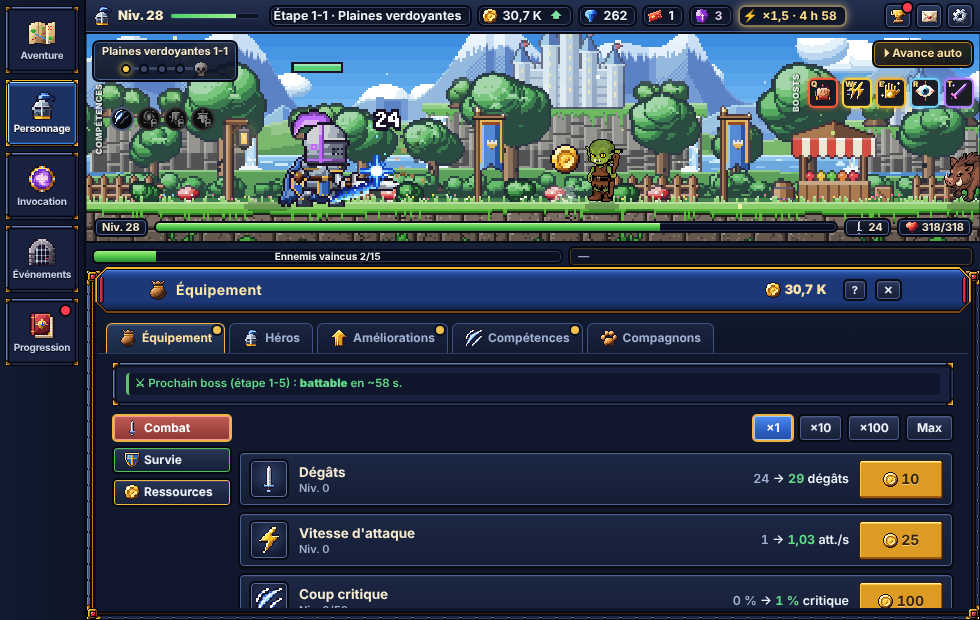 Niv. 28
Étape 1-1 · Plaines verdoyantes
30,7 K
262
1
3
×1,5 · 4 h 58
Aventure
Personnage
Invocation
Événements
Progression
Plaines verdoyantes 1-1
Avance auto
COMPÉTENCES
BOOSTS
24
Niv. 28
24
318/318
Ennemis vaincus 2/15
—
Équipement
30,7 K
?
×
Équipement
Héros
Améliorations
Compétences
Compagnons
Prochain boss (étape 1-5) : battable en ~58 s.
Combat
Survie
Ressources
×1
×10
×100
Max
Dégâts
Niv. 0
24 → 29 dégâts
10
Vitesse d'attaque
Niv. 0
1 → 1,03 att./s
25
Coup critique
0 % → 1 % critique
100